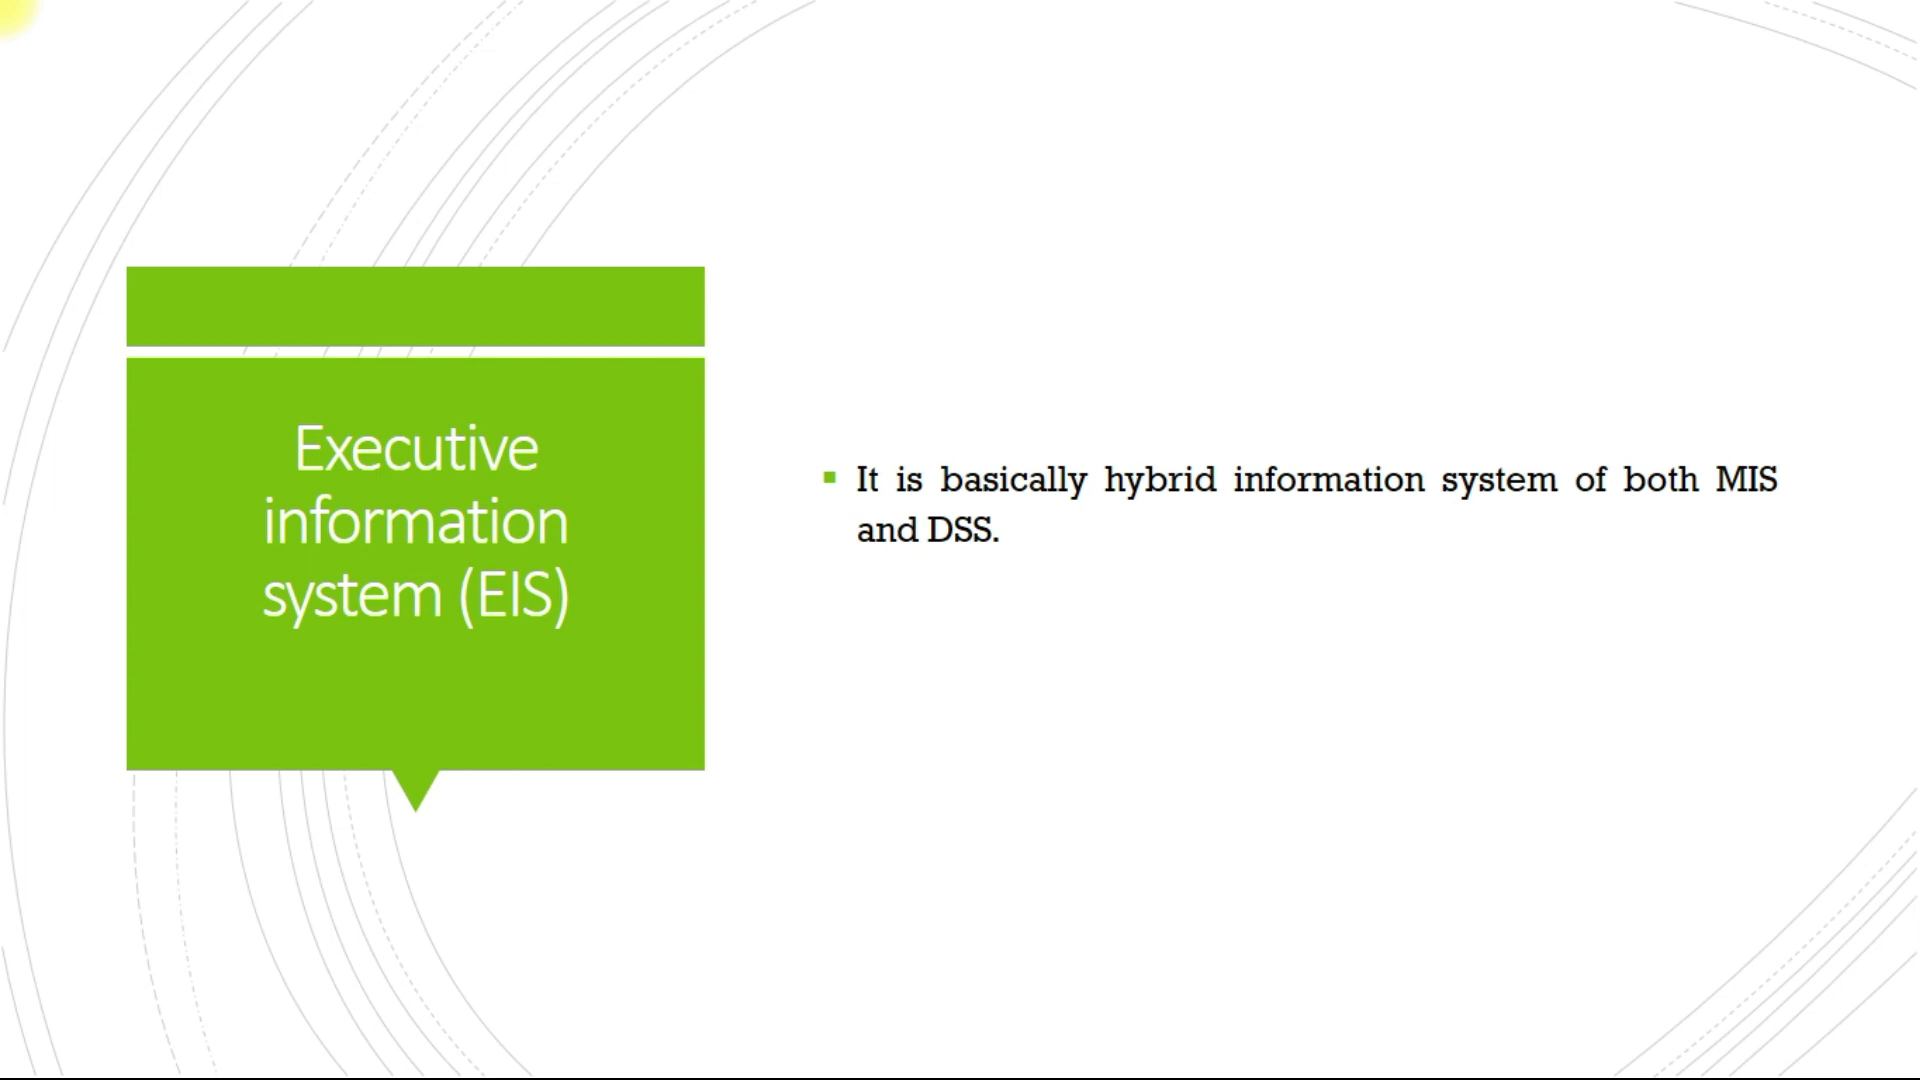 Executive
information
system (EIS)
It is basically hybrid information system of both MIS
and DSS.